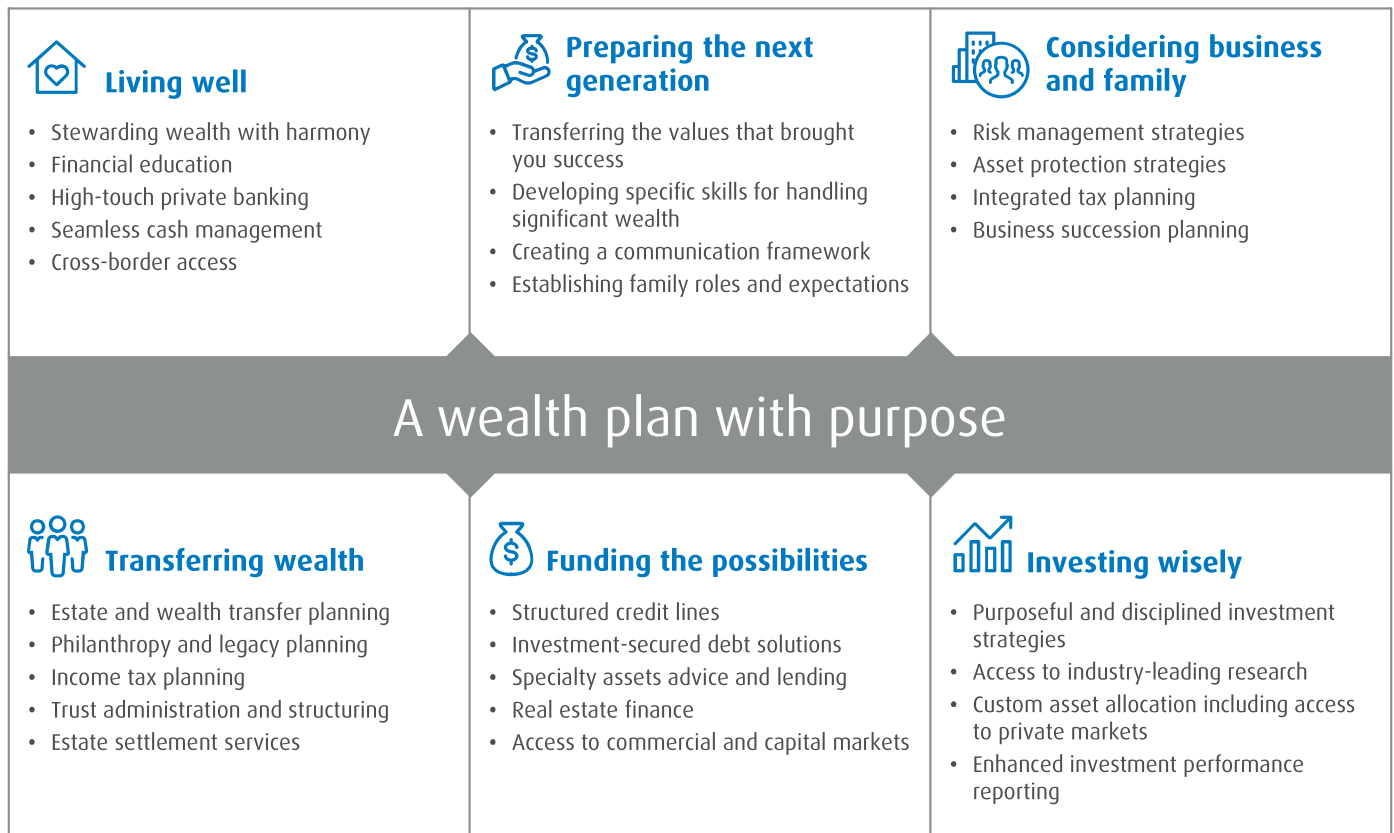 Living well
• Stewarding wealth with harmony
• Financial education
• High-touch private banking
• Seamless cash management
• Cross-border access
Preparing the next
generation
• Transferring the values that brought
you success
• Developing specific skills for handling
significant wealth
• Creating a communication framework
• Establishing family roles and expectations
Considering business
and family
• Risk management strategies
• Asset protection strategies
• Integrated tax planning
• Business succession planning
A wealth plan with purpose
Transferring wealth
• Estate and wealth transfer planning
• Philanthropy and legacy planning
• Income tax planning
• Trust administration and structuring
• Estate settlement services
$ Funding the possibilities
• Structured credit lines
• Investment-secured debt solutions
• Specialty assets advice and lending
• Real estate finance
• Access to commercial and capital markets
Investing wisely
• Purposeful and disciplined investment
strategies
• Access to industry-leading research
• Custom asset allocation including access
to private markets
• Enhanced investment performance
reporting